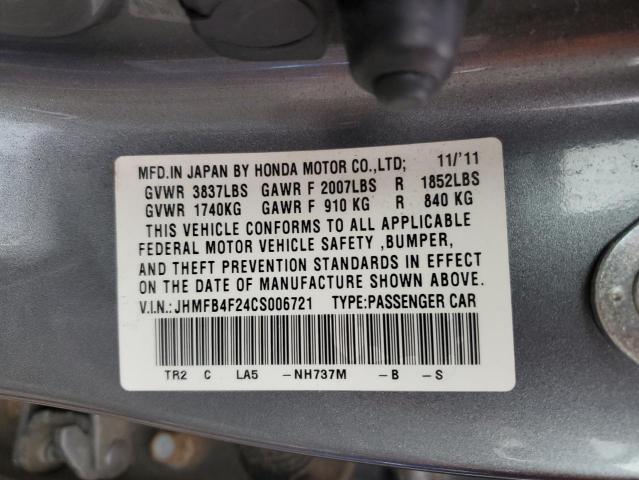 MFD.IN JAPAN BY HONDA MOTOR CO.,LTD; 11/'11
GVWR 3837LBS GAWR F 2007LBS R 1852LBS
GVWR 1740KG GAWR F 910 KG R 840 KG
THIS VEHICLE CONFORMS TO ALL APPLICABLE
FEDERAL MOTOR VEHICLE SAFETY ,BUMPER,
AND THEFT PREVENTION STANDARDS IN EFFECT
ON THE DATE OF MANUFACTURE SHOWN ABOVE.
V.I.N.: JHMFB4F24CS006721 TYPE:PASSENGER CAR
TR2 C LA5 -NH737M -B -S